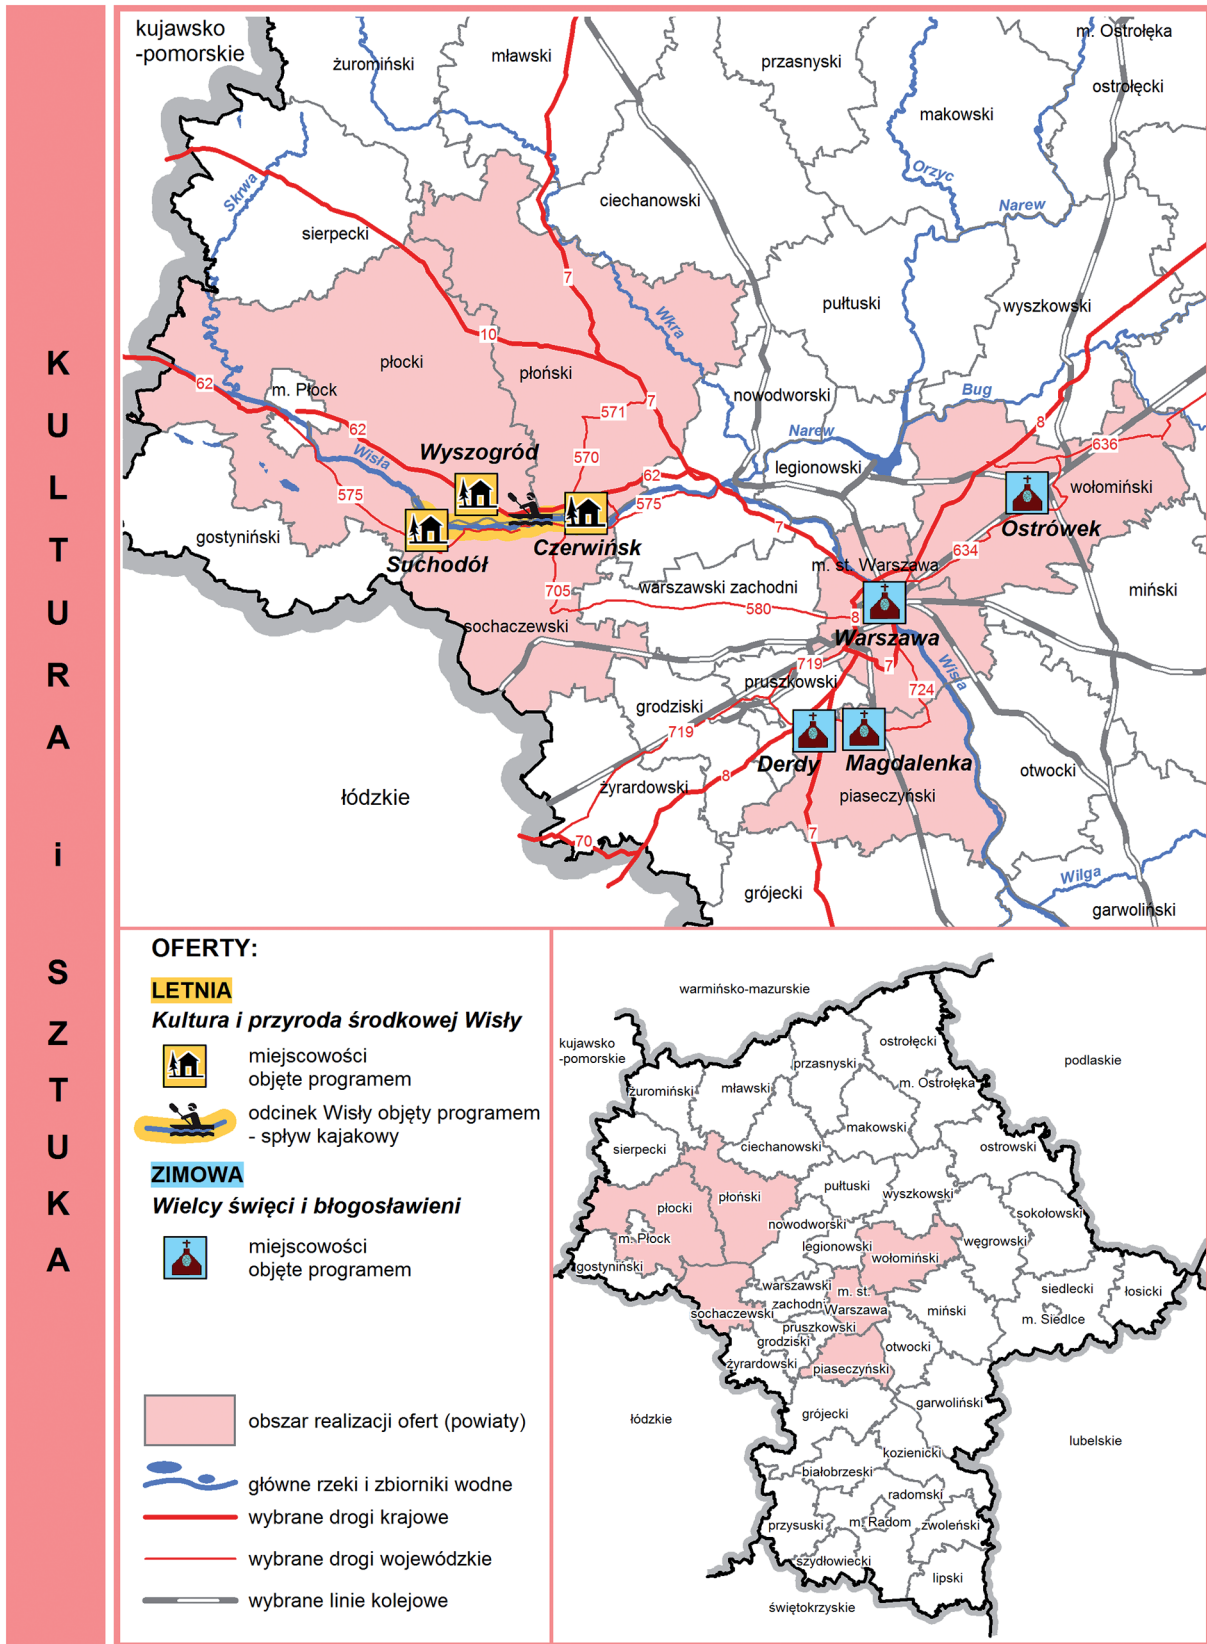 KULTURA i SZTUKA
kujawsko
-pomorskie
żuromiński
mławski
przasnyski
m. Ostrołęka
ostrołęcki
makowski
Orzyc
Narew
Skrwa
ciechanowski
sierpecki
7
Wkra
pułtuski
wyszkowski
10
płocki
płoński
62
m. Płock
nowodworski
Bug
571
7
8
62
Narew
636
Wisła
Wyszogród
570
62
legionowski
wołomiński
575
575
Ostrówek
gostyniński
Czerwińsk
7
634
Suchodół
m. st. Warszawa
warszawski zachodni
miński
705
580
8
sochaczewski
Warszawa
719
7
Wisła
pruszkowski
724
grodziski
719
Derdy
Magdalenka
otwocki
8
żyrardowski
piaseczyński
łódzkie
70
7
Wilga
grójecki
garwoliński
OFERTY:
LETNIA
Kultura i przyroda środkowej Wisły
miejscowości
objęte programem
odcinek Wisły objęty programem
- spływ kajakowy
ZIMOWA
Wielcy święci i błogosławieni
miejscowości
objęte programem
obszar realizacji ofert (powiaty)
główne rzeki i zbiorniki wodne
wybrane drogi krajowe
wybrane drogi wojewódzkie
wybrane linie kolejowe
warmińsko-mazurskie
kujawsko
-pomorskie
ostrołęcki
podlaskie
przasnyski
żuromiński
mławski
m. Ostrołęka
makowski
sierpecki
ciechanowski
ostrowski
pułtuski
wyszkowski
płoński
płocki
sokołowski
nowodworski
m. Płock
legionowski
węgrowski
wołomiński
gostyniński
warszawski
zachodni
m. st.
Warszawa
siedlecki
łosicki
sochaczewski
miński
m. Siedlce
pruszkowski
grodziski
otwocki
żyrardowski
piaseczyński
garwoliński
łódzkie
grójecki
lubelskie
kozienicki
białobrzeski
radomski
przysuski
m. Radom
zwoleński
szydłowiecki
lipski
świętokrzyskie